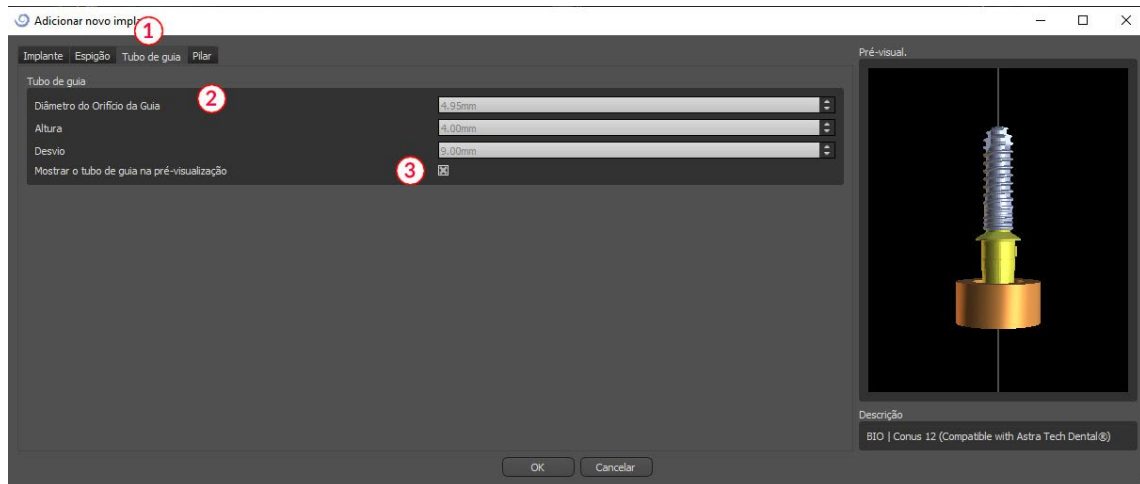 Adicionar novo impla
1
Implante Espigão Tubo de guia Pilar
Tubo de guia
2
Diâmetro do Orifício da Guia 4.95mm
Altura 4.00mm
Desvio 9.00mm
Mostrar o tubo de guia na pré-visualização
3
Pré-visual.
Descrição
BIO | Conus 12 (Compatible with Astra Tech Dental®)
OK Cancelar